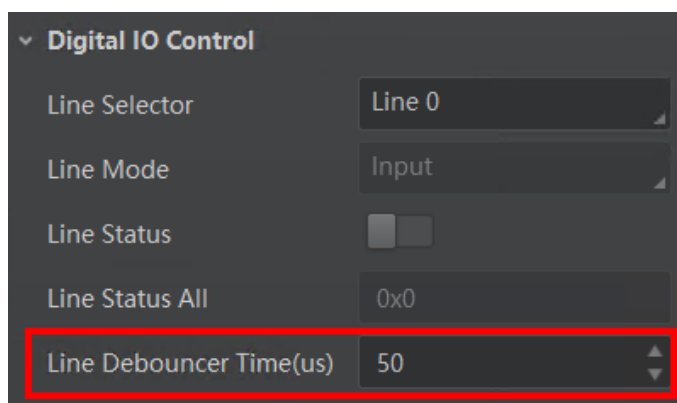 Digital IO Control
Line Selector Line 0
Line Mode Input
Line Status
Line Status All 0x0
Line Debouncer Time(us) 50